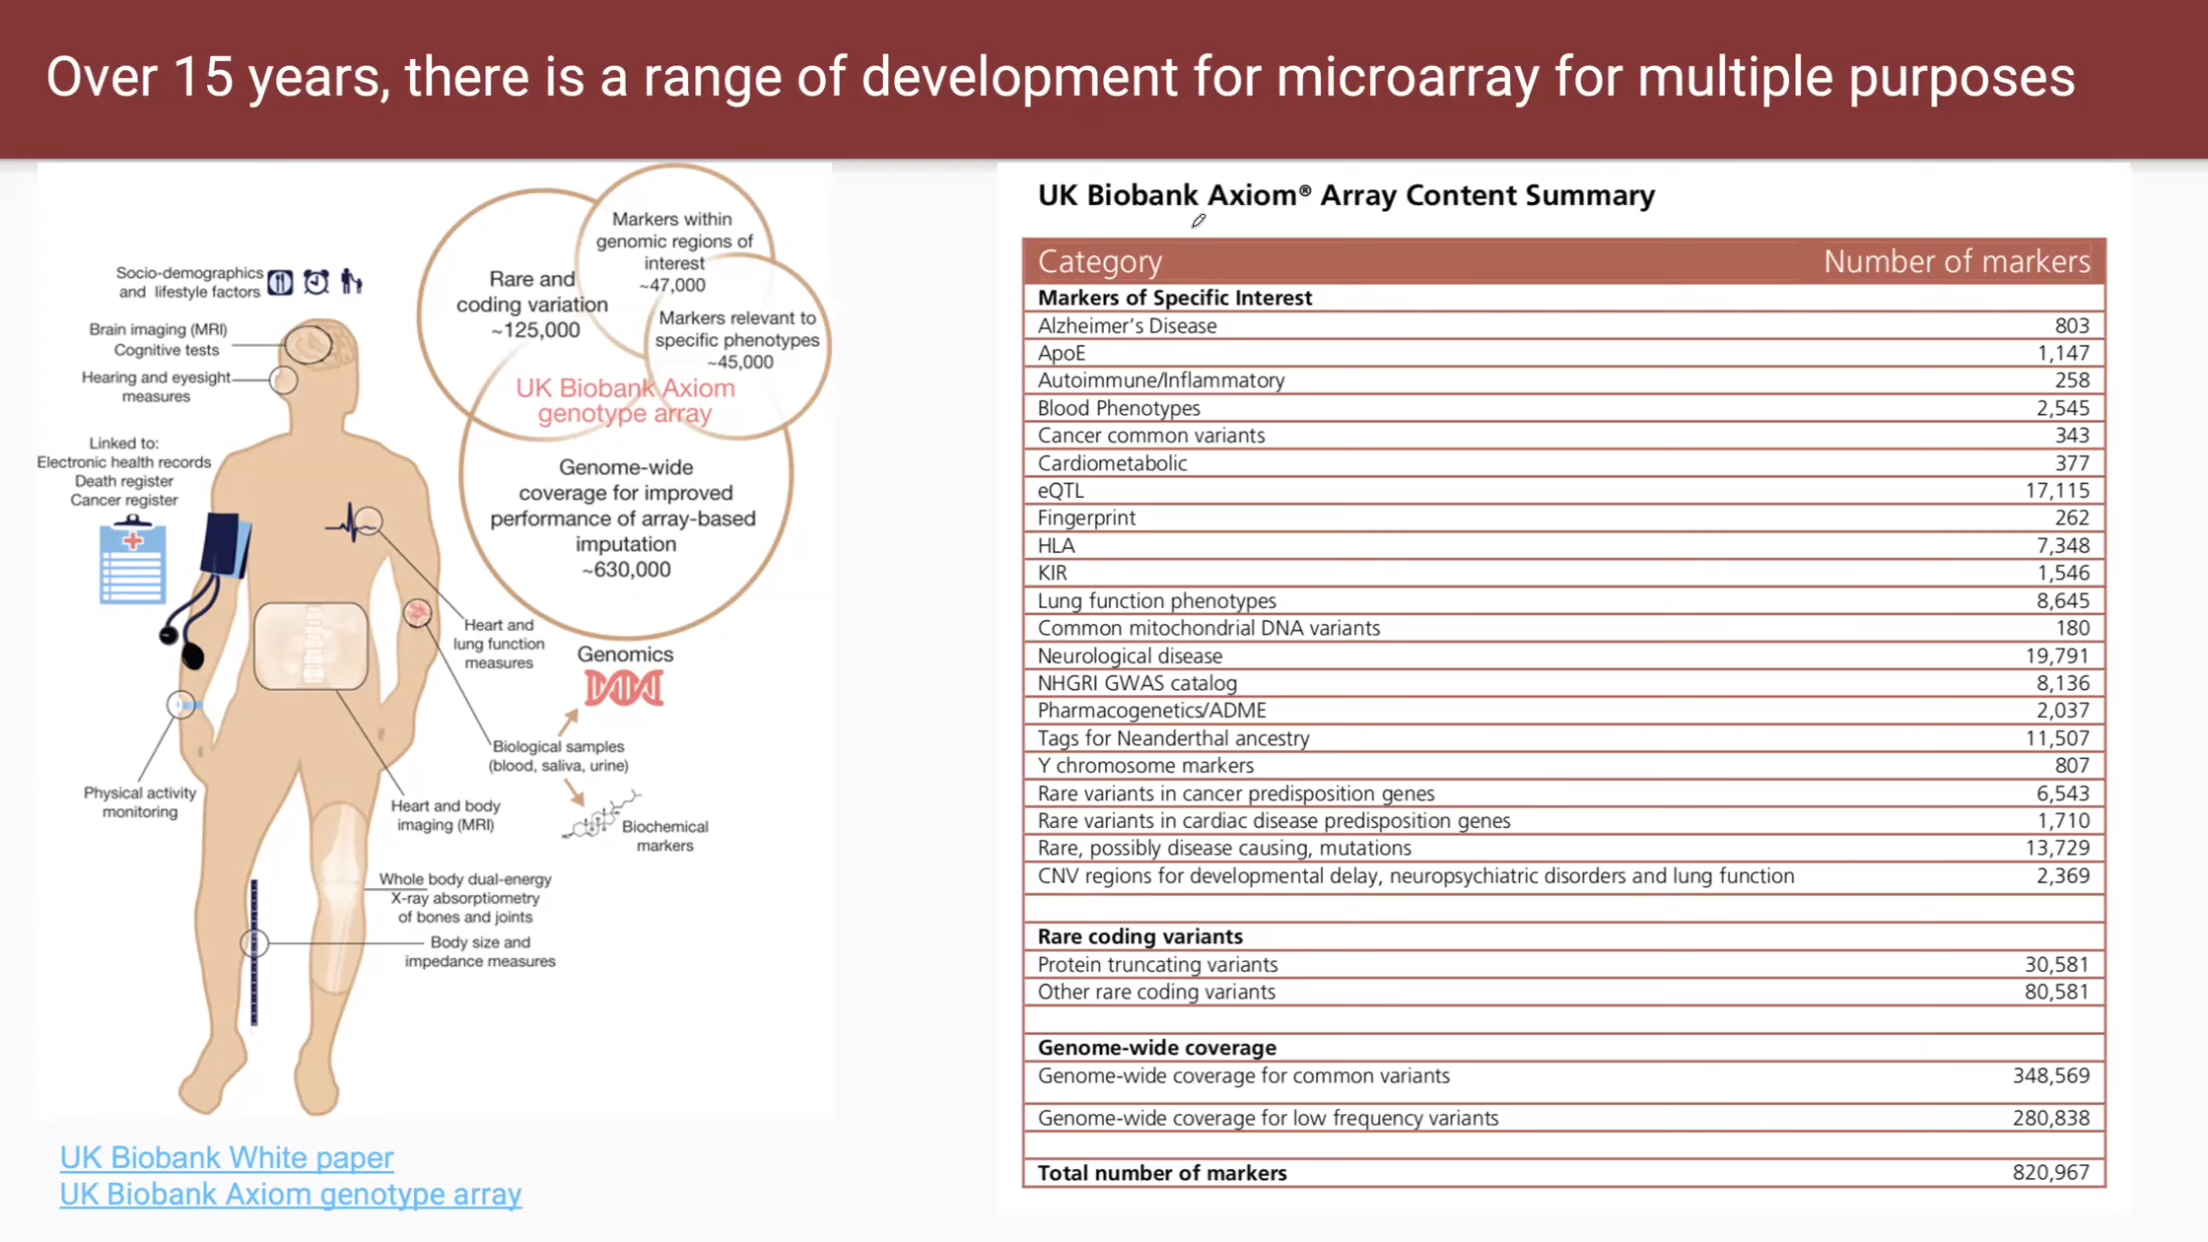 Over 15 years, there is a range of development for microarray for multiple purposes
Socio-demographics
and lifestyle factors
Brain imaging (MRI)
Cognitive tests
Hearing and eyesight
measures
Linked to:
Electronic health records
Death register
Cancer register
Physical activity
monitoring
Heart and
lung function
measures
Biological samples
(blood, saliva, urine)
Heart and body
imaging (MRI)
Whole body dual-energy
X-ray absorptiometry
of bones and joints
Body size and
impedance measures
Rare and
coding variation
~125,000
Markers within
genomic regions of
interest
~47,000
Markers relevant to
specific phenotypes
~45,000
UK Biobank Axiom
genotype array
Genome-wide
coverage for improved
performance of array-based
imputation
~630,000
Genomics
Biochemical
markers
UK Biobank White paper
UK Biobank Axiom genotype array
UK Biobank Axiom® Array Content Summary
Category Number of markers
Markers of Specific Interest
Alzheimer's Disease 803
ApoE 1,147
Autoimmune/Inflammatory 258
Blood Phenotypes 2,545
Cancer common variants 343
Cardiometabolic 377
eQTL 17,115
Fingerprint 262
HLA 7,348
KIR 1,546
Lung function phenotypes 8,645
Common mitochondrial DNA variants 180
Neurological disease 19,791
NHGRI GWAS catalog 8,136
Pharmacogenetics/ADME 2,037
Tags for Neanderthal ancestry 11,507
Y chromosome markers 807
Rare variants in cancer predisposition genes 6,543
Rare variants in cardiac disease predisposition genes 1,710
Rare, possibly disease causing, mutations 13,729
CNV regions for developmental delay, neuropsychiatric disorders and lung function 2,369
Rare coding variants
Protein truncating variants 30,581
Other rare coding variants 80,581
Genome-wide coverage
Genome-wide coverage for common variants 348,569
Genome-wide coverage for low frequency variants 280,838
Total number of markers 820,967